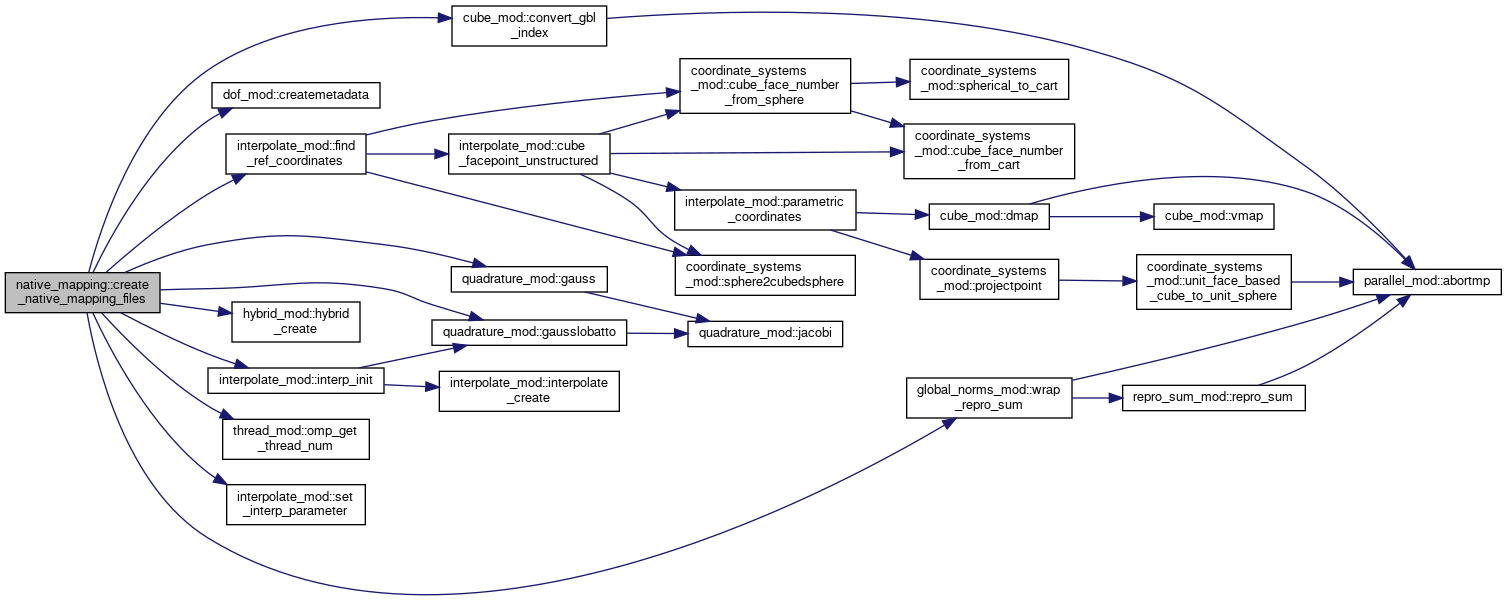 native_mapping::create
_native_mapping_files
cube_mod::convert_gbl
_index
dof_mod::createmetadata
interpolate_mod::find
_ref_coordinates
quadrature_mod::gauss
hybrid_mod::hybrid
_create
quadrature_mod::gausslobatto
interpolate_mod::interp_init
interpolate_mod::interpolate
_create
thread_mod::omp_get
_thread_num
interpolate_mod::set
_interp_parameter
interpolate_mod::cube
_facepoint_unstructured
coordinate_systems
_mod::cube_face_number
_from_sphere
coordinate_systems
_mod::spherical_to_cart
coordinate_systems
_mod::cube_face_number
_from_cart
interpolate_mod::parametric
_coordinates
cube_mod::dmap
cube_mod::vmap
coordinate_systems
_mod::sphere2cubedsphere
coordinate_systems
_mod::projectpoint
coordinate_systems
_mod::unit_face_based
_cube_to_unit_sphere
parallel_mod::abortmp
quadrature_mod::jacobi
global_norms_mod::wrap
_repro_sum
repro_sum_mod::repro_sum